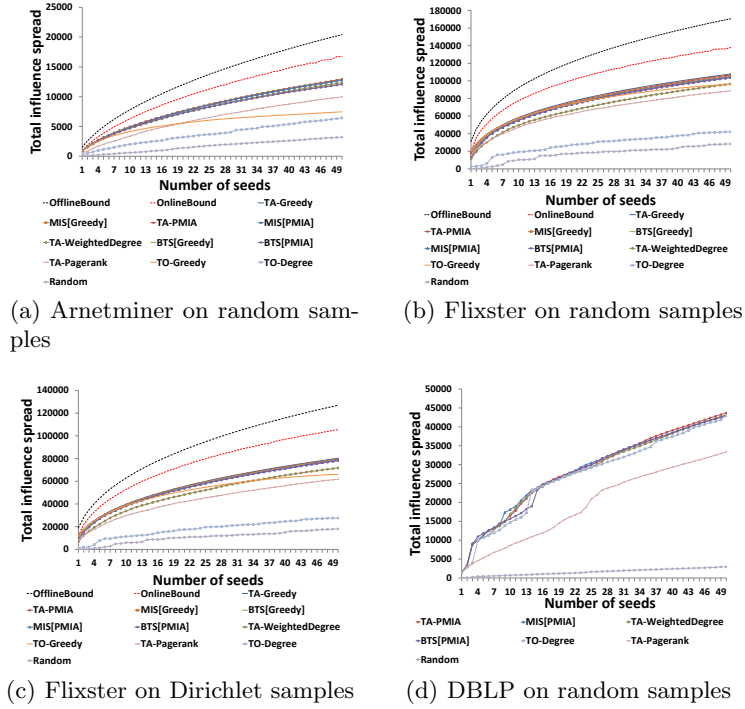 Total influence spread
25000
20000
15000
10000
5000
0
1 4 7 10 13 16 19 22 25 28 31 34 37 40 43 46 49
Number of seeds
OfflineBound OnlineBound TA-Greedy
MIS[Greedy] TA-PMIA MIS[PMIA]
TA-WeightedDegree BTS[Greedy] BTS[PMIA]
TA-Pagerank TO-Greedy TO-Degree
Random
(a) Arnetminer on random sam-
ples
Total influence spread
180000
160000
140000
120000
100000
80000
60000
40000
20000
0
1 4 7 10 13 16 19 22 25 28 31 34 37 40 43 46 49
Number of seeds
OfflineBound OnlineBound TA-Greedy
TA-PMIA MIS[Greedy] BTS[Greedy]
MIS[PMIA] BTS[PMIA] TA-WeightedDegree
TO-Greedy TA-Pagerank TO-Degree
Random
(b) Flixster on random samples
Total influence spread
140000
120000
100000
80000
60000
40000
20000
0
1 4 7 10 13 16 19 22 25 28 31 34 37 40 43 46 49
Number of seeds
OfflineBound OnlineBound TA-Greedy
TA-PMIA MIS[Greedy] BTS[Greedy]
MIS[PMIA] BTS[PMIA] TA-WeightedDegree
TO-Greedy TA-Pagerank TO-Degree
Random
(c) Flixster on Dirichlet samples
Total influence spread
50000
45000
40000
35000
30000
25000
20000
15000
10000
5000
0
1 4 7 10 13 16 19 22 25 28 31 34 37 40 43 46 49
Number of seeds
TA-PMIA MIS[PMIA] TA-WeightedDegree
BTS[PMIA] TO-Degree TA-Pagerank
Random
(d) DBLP on random samples